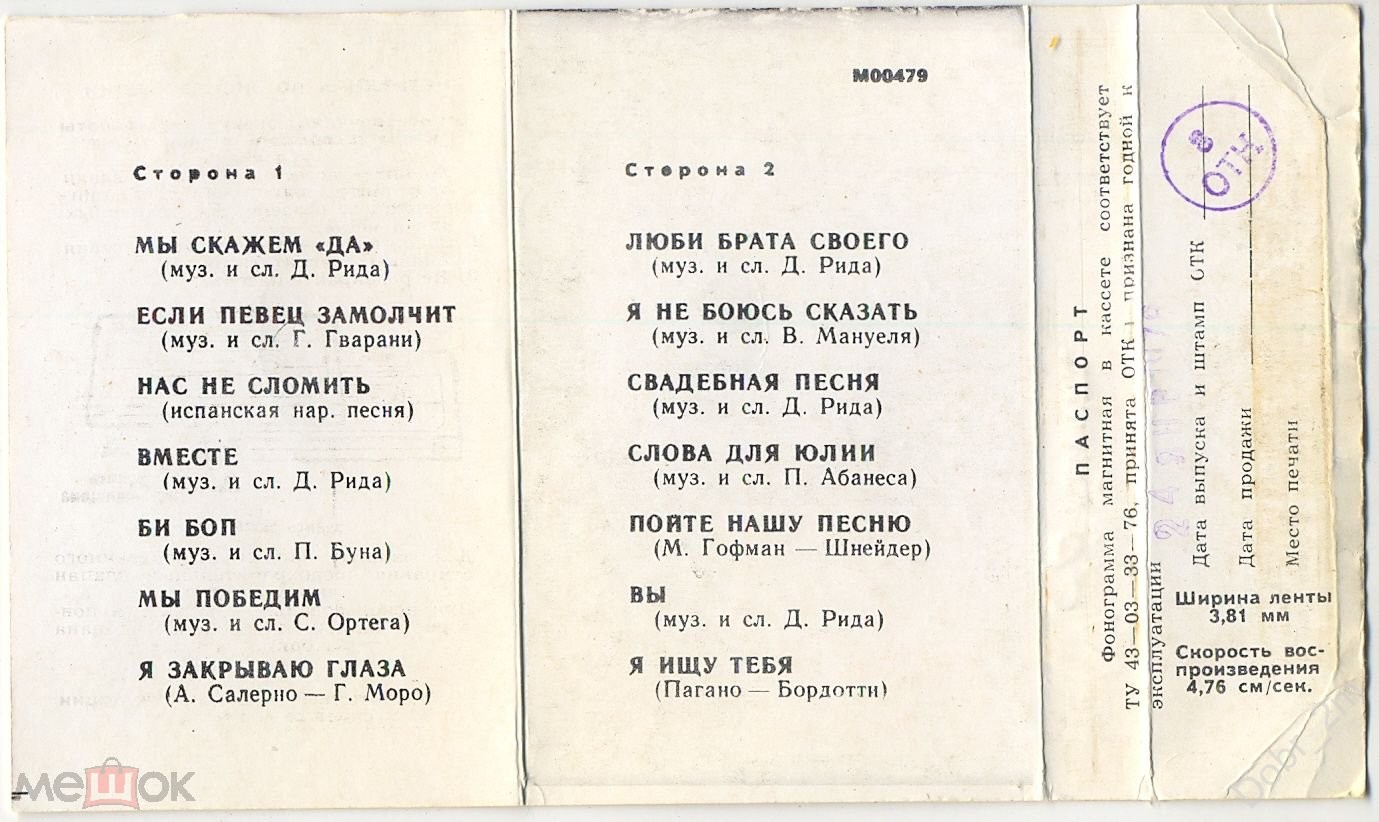 Сторона 1
МЫ СКАЖЕМ «ДА»
(муз. и сл. Д. Рида)
ЕСЛИ ПЕВЕЦ ЗАМОЛЧИТ
(муз. и сл. Г. Гварани)
НАС НЕ СЛОМИТЬ
(испанская нар. песня)
ВМЕСТЕ
(муз. и сл. Д. Рида)
БИ БОП
(муз. и сл. П. Буна)
МЫ ПОБЕДИМ
(муз. и сл. С. Ортега)
Я ЗАКРЫВАЮ ГЛАЗА
(А. Салерно — Г. Моро)
М00479
Сторона 2
ЛЮБИ БРАТА СВОЕГО
(муз. и сл. Д. Рида)
Я НЕ БОЮСЬ СКАЗАТЬ
(муз. и сл. В. Мануеля)
СВАДЕБНАЯ ПЕСНЯ
(муз. и сл. Д. Рида)
СЛОВА ДЛЯ ЮЛИИ
(муз. и сл. П. Абанеса)
ПОЙТЕ НАШУ ПЕСНЮ
(М. Гофман — Шнейдер)
ВЫ
(муз. и сл. Д. Рида)
Я ИЩУ ТЕБЯ
(Пагано — Бордотти)
ПАСПОРТ
Фонограмма магнитная в кассете соответствует
ТУ 43—03—33—76, принята ОТК и признана годной к
эксплуатации
Дата выпуска и штамп ОТК
Дата продажи
Место печати
8
ОТК
Ширина ленты
3,81 мм
Скорость вос-
произведения
4,76 см/сек.
мешок